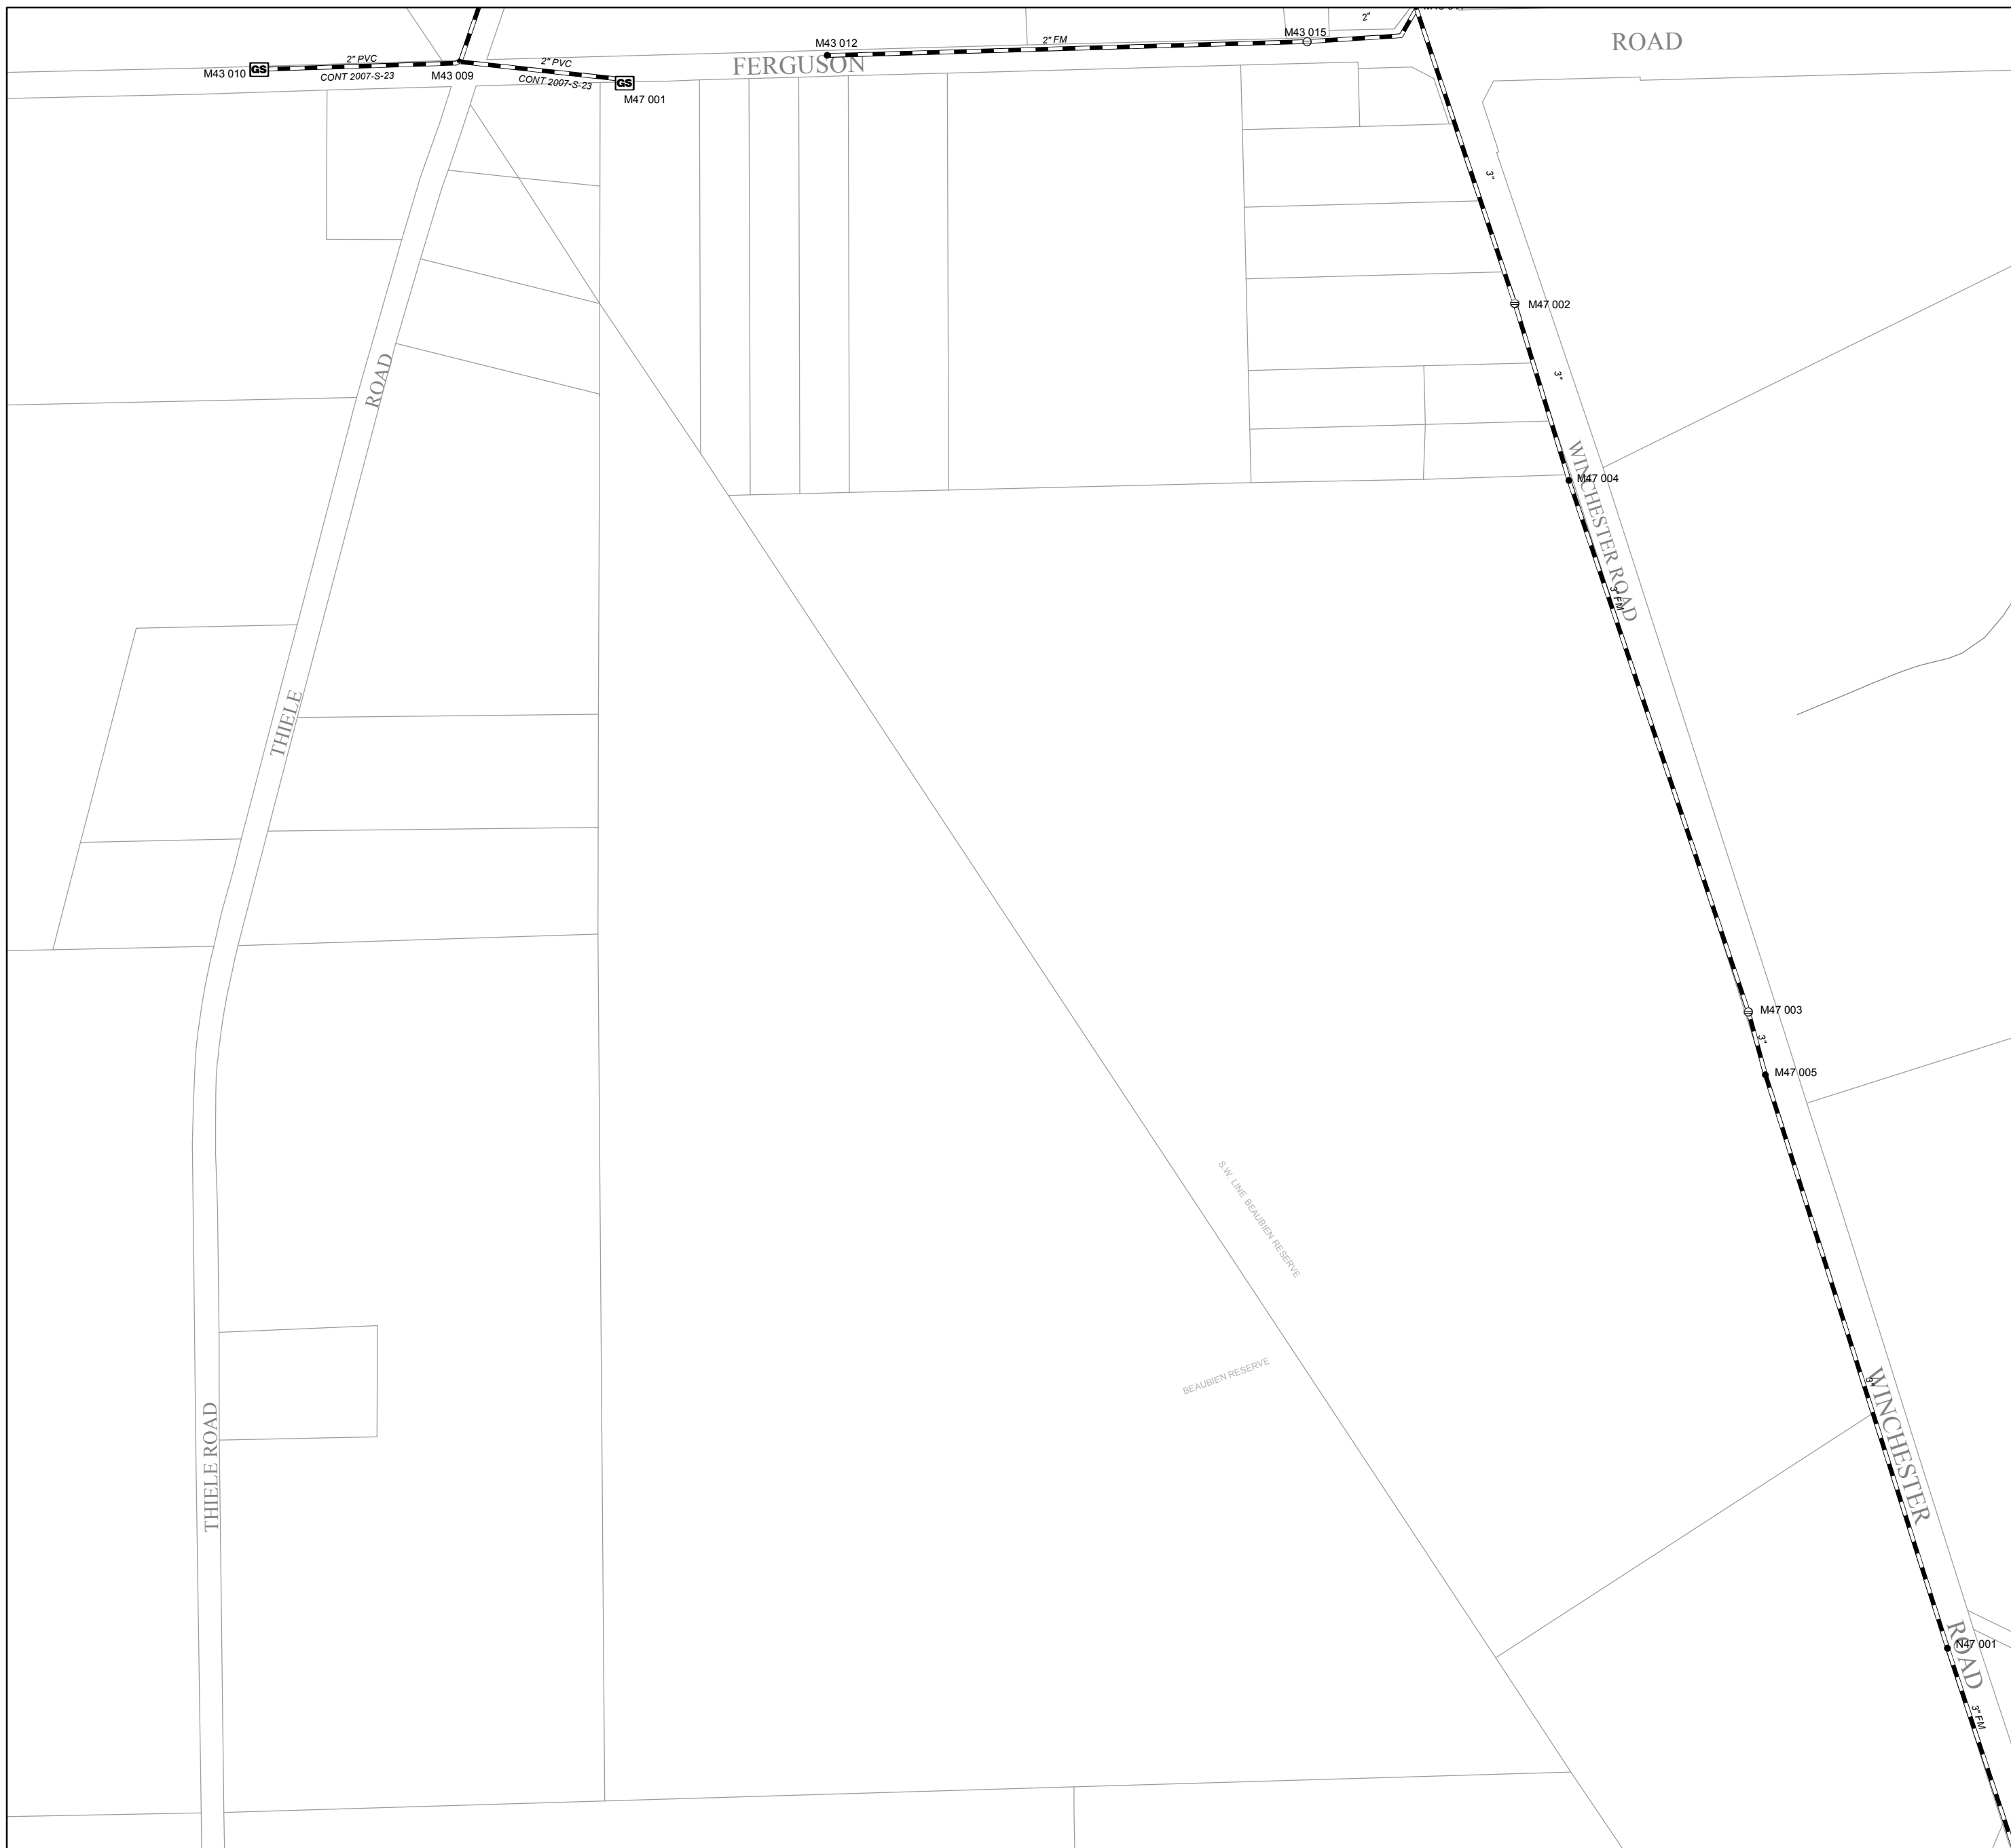 2"
M43 015
M43 012
ROAD
2" FM
FERGUSON
2" PVC
2" PVC
M43 010
GS
CONT 2007-S-23
M43 009
CONT 2007-S-23
GS
M47 001
3"
M47 002
3"
ROAD
M47 004
WINCHESTER ROAD
3" FM
THIELE
M47 003
3"
M47 005
S.W. LINE BEAUBIEN RESERVE
BEAUBIEN RESERVE
3"
WINCHESTER
THIELE ROAD
ROAD
N47 001
3" FM